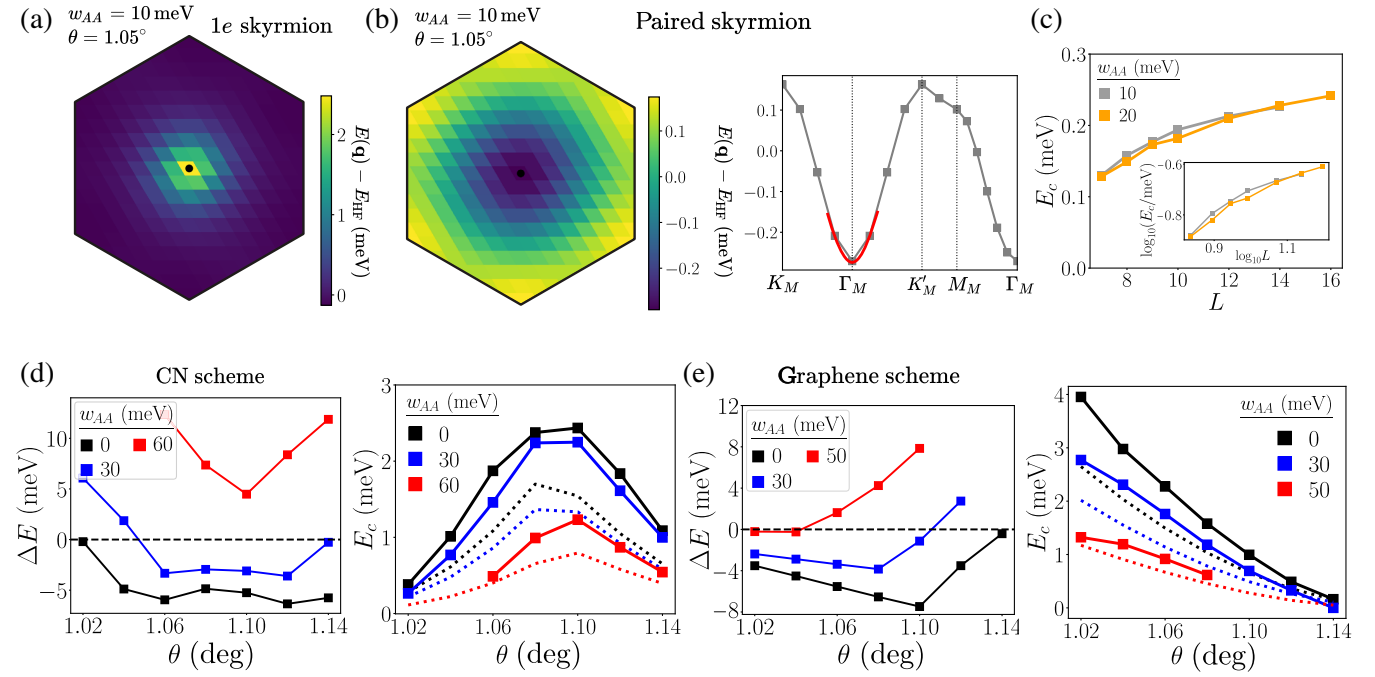 (a)
w_AA = 10 meV
θ = 1.05°
1e skyrmion
2
1
0
E(q) − E_HF (meV)
(b)
w_AA = 10 meV
θ = 1.05°
Paired skyrmion
0.1
0.0
−0.1
−0.2
E(q) − E_HF (meV)
0.1
0.0
−0.1
−0.2
K_M
Γ_M
K′_M
M_M
Γ_M
(c)
0.3
0.2
0.1
0.0
E_c (meV)
w_AA (meV)
10
20
−0.6
−0.8
log₁₀(E_c/meV)
0.9
1.1
log₁₀L
8
10
12
14
16
L
(d)
CN scheme
w_AA (meV)
0
60
30
10
5
0
−5
ΔE (meV)
1.02
1.06
1.10
1.14
θ (deg)
3
2
1
0
E_c (meV)
w_AA (meV)
0
30
60
1.02
1.06
1.10
1.14
θ (deg)
(e)
Graphene scheme
12
8
4
0
−4
−8
ΔE (meV)
w_AA (meV)
0
50
30
1.02
1.06
1.10
1.14
θ (deg)
4
3
2
1
0
E_c (meV)
w_AA (meV)
0
30
50
1.02
1.06
1.10
1.14
θ (deg)